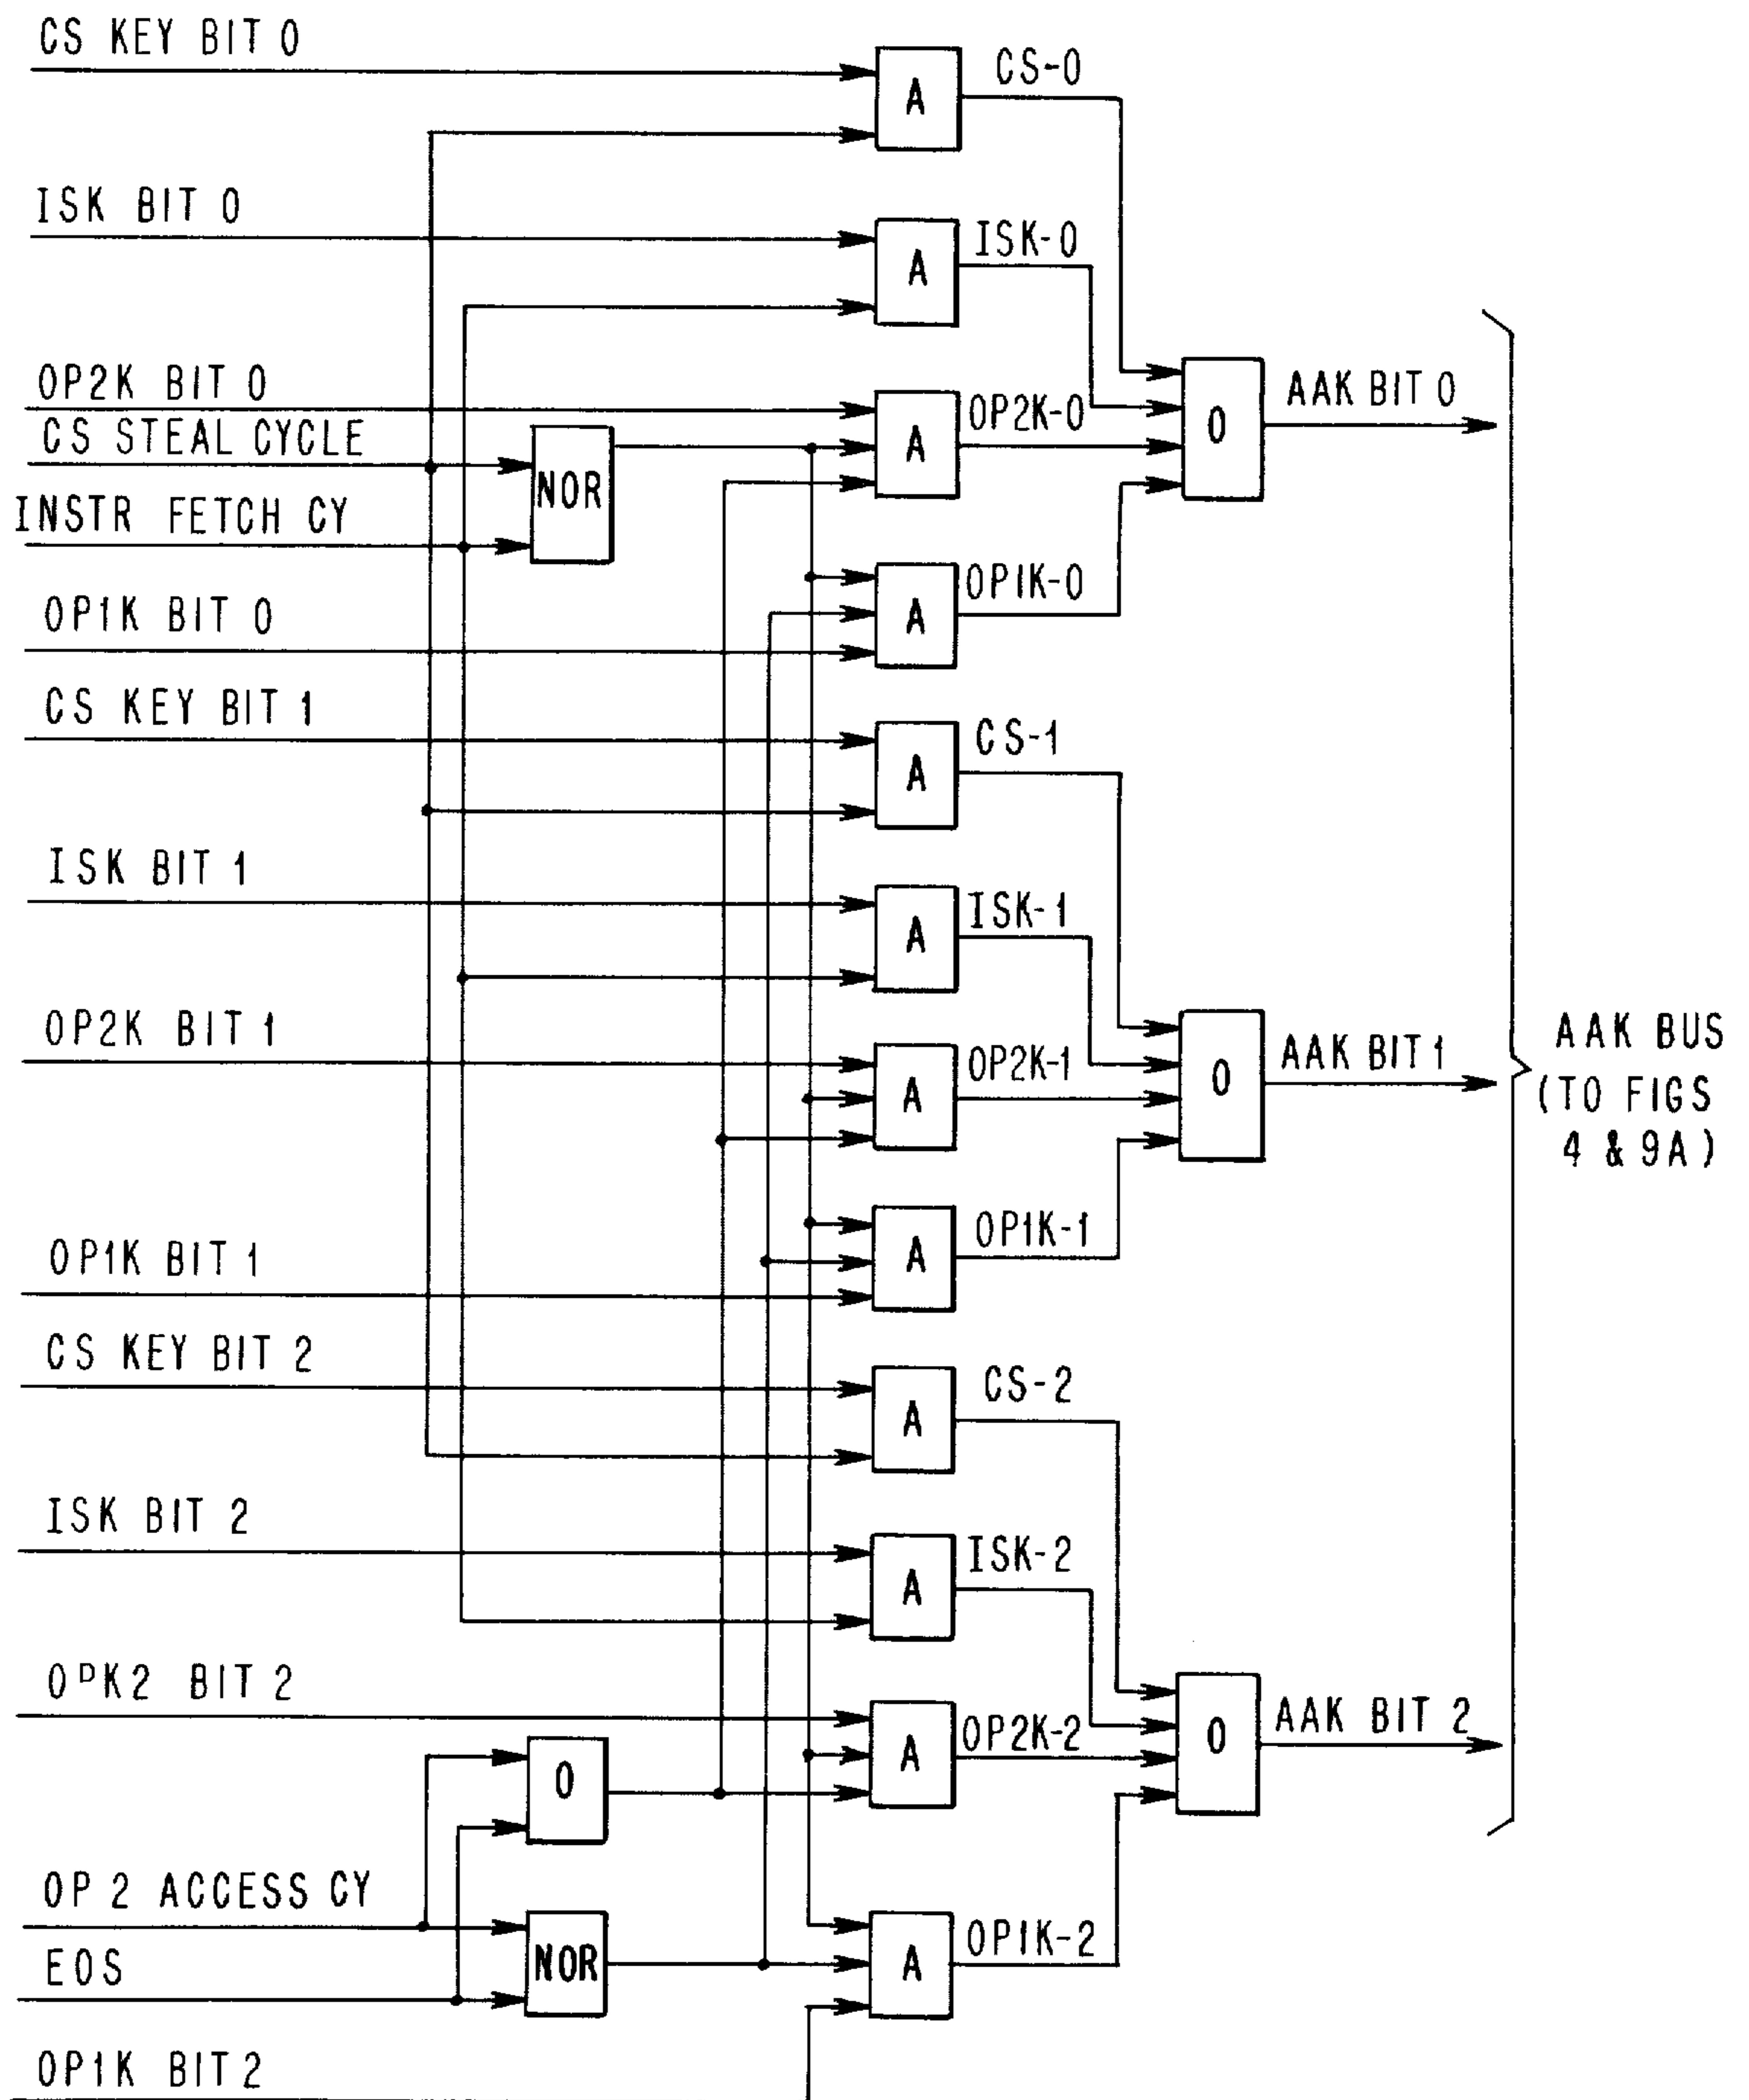 CS KEY BIT 0
A
CS-0
ISK BIT 0
A
ISK-0
OP2K BIT 0
A
OP2K-0
O
AAK BIT 0
CS STEAL CYCLE
NOR
INSTR FETCH CY
OP1K BIT 0
A
OP1K-0
CS KEY BIT 1
A
CS-1
ISK BIT 1
A
ISK-1
OP2K BIT 1
A
OP2K-1
O
AAK BIT 1
AAK BUS
(TO FIGS
4 & 9A)
OP1K BIT 1
A
OP1K-1
CS KEY BIT 2
A
CS-2
ISK BIT 2
A
ISK-2
OPK2 BIT 2
A
OP2K-2
O
AAK BIT 2
O
OP 2 ACCESS CY
EOS
NOR
A
OP1K-2
OP1K BIT 2